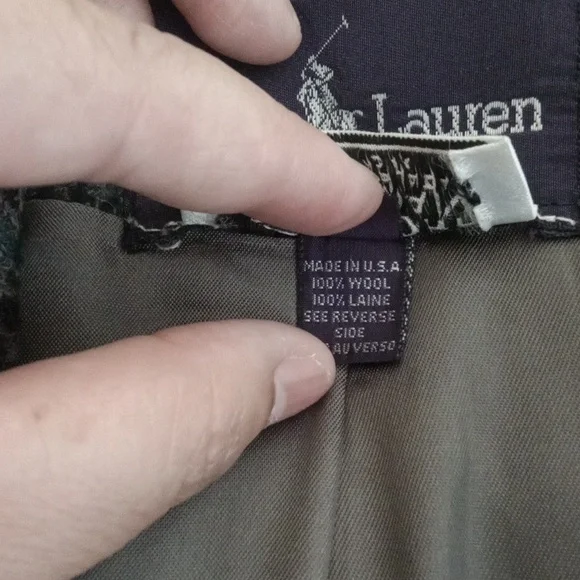 Lauren
MADE IN U.S.A
100% WOOL
100% LAINE
SEE REVERSE
SIDE
AU VERSO